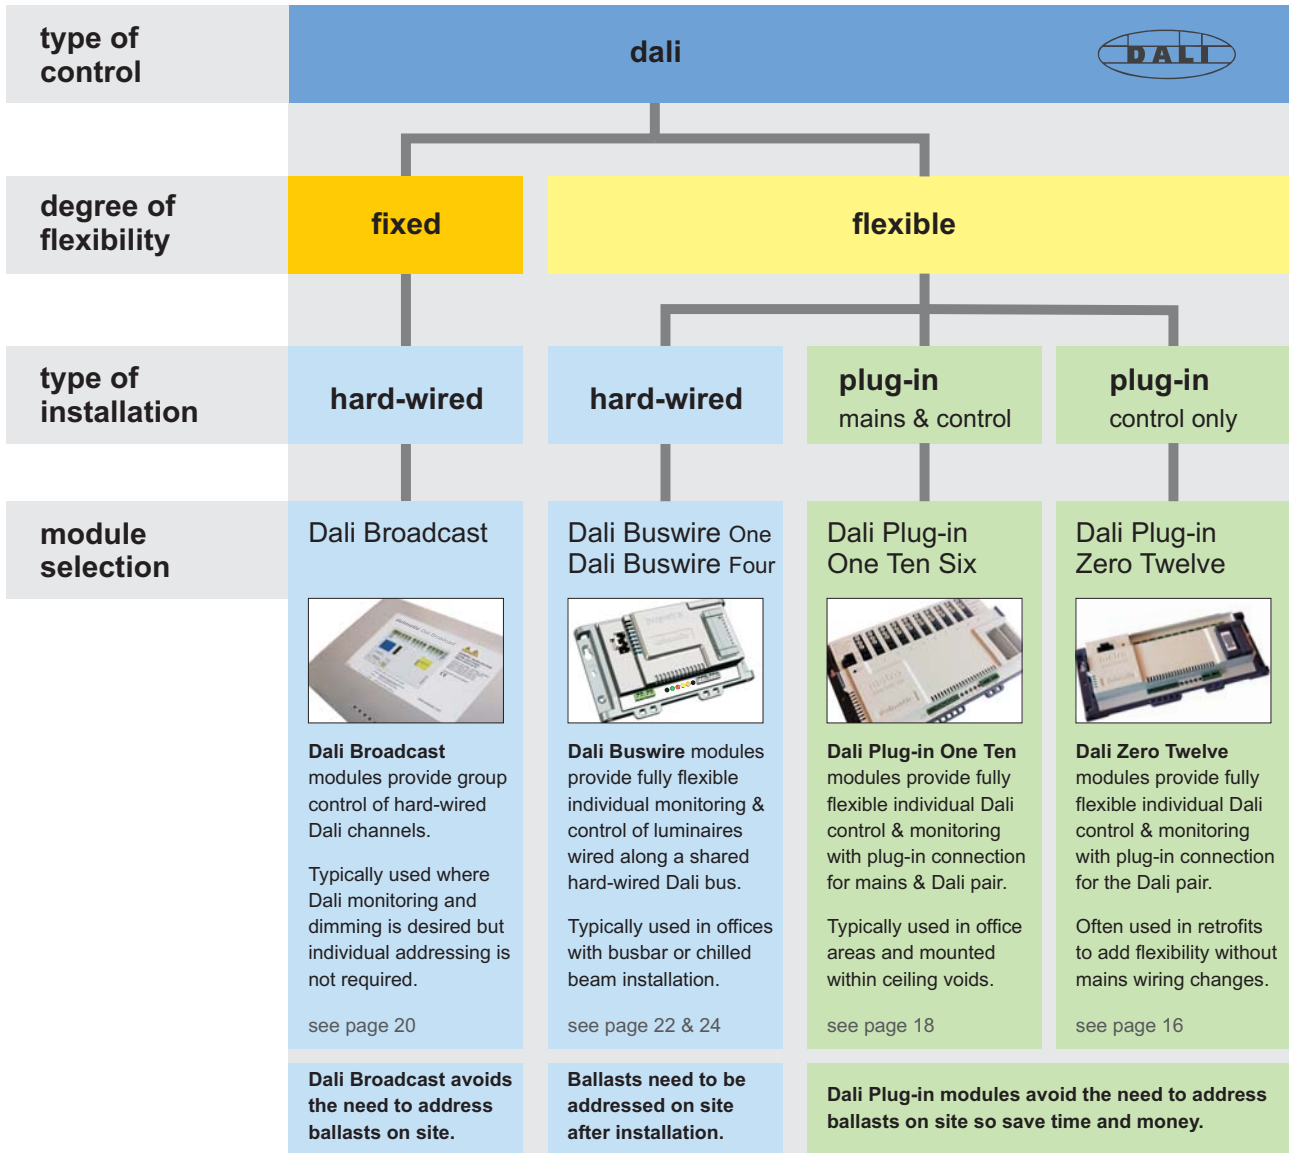 type of
control
dali
DALI
degree of
flexibility
fixed
flexible
type of
installation
hard-wired
hard-wired
plug-in
mains & control
plug-in
control only
module
selection
Dali Broadcast
Dali Buswire One
Dali Buswire Four
Dali Plug-in
One Ten Six
Dali Plug-in
Zero Twelve
Dali Broadcast
modules provide group
control of hard-wired
Dali channels.
Typically used where
Dali monitoring and
dimming is desired but
individual addressing is
not required.
see page 20
Dali Buswire modules
provide fully flexible
individual monitoring &
control of luminaires
wired along a shared
hard-wired Dali bus.
Typically used in offices
with busbar or chilled
beam installation.
see page 22 & 24
Dali Plug-in One Ten
modules provide fully
flexible individual Dali
control & monitoring
with plug-in connection
for mains & Dali pair.
Typically used in office
areas and mounted
within ceiling voids.
see page 18
Dali Zero Twelve
modules provide fully
flexible individual Dali
control & monitoring
with plug-in connection
for the Dali pair.
Often used in retrofits
to add flexibility without
mains wiring changes.
see page 16
Dali Broadcast avoids
the need to address
ballasts on site.
Ballasts need to be
addressed on site
after installation.
Dali Plug-in modules avoid the need to address
ballasts on site so save time and money.